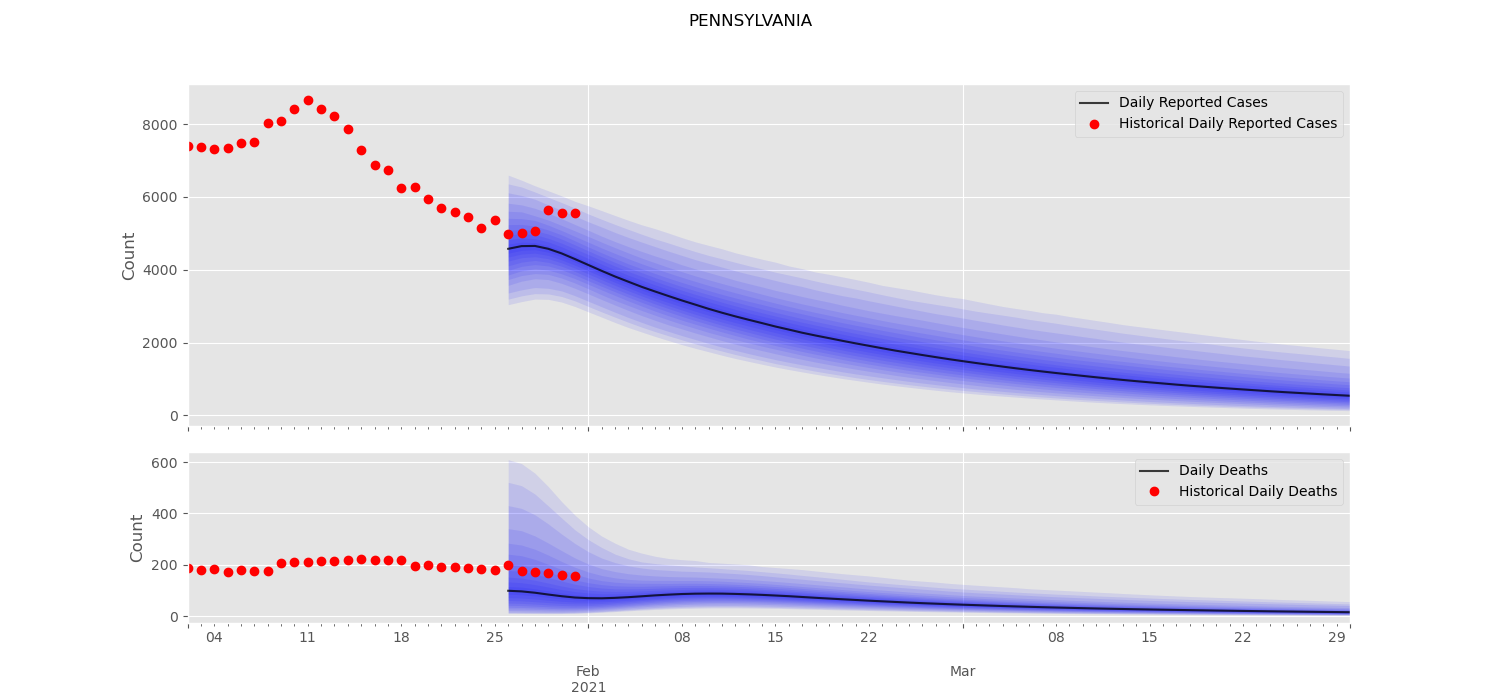 PENNSYLVANIA
Daily Reported Cases
Historical Daily Reported Cases
8000
6000
4000
2000
0
Count
Daily Deaths
Historical Daily Deaths
600
400
200
0
Count
04 11 18 25 08 15 22 08 15 22 29
Feb Mar
2021